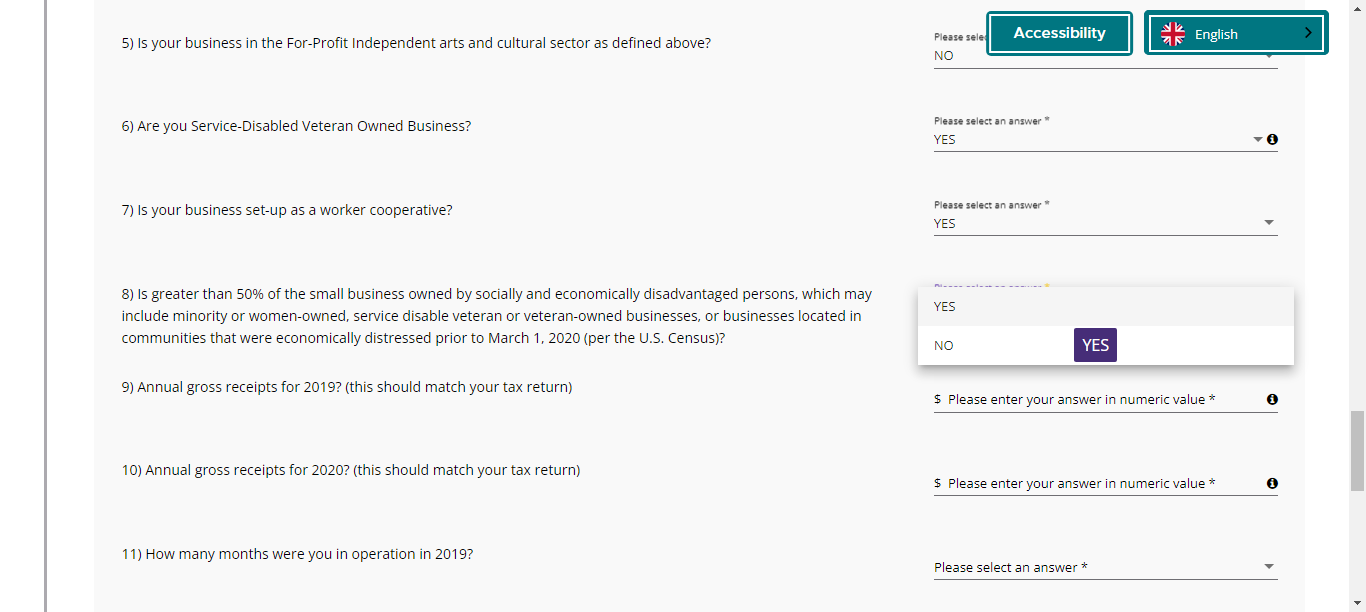 Accessibility
English
5) Is your business in the For-Profit Independent arts and cultural sector as defined above?
Please selec
NO
6) Are you Service-Disabled Veteran Owned Business?
Please select an answer *
YES
7) Is your business set-up as a worker cooperative?
Please select an answer *
YES
8) Is greater than 50% of the small business owned by socially and economically disadvantaged persons, which may
include minority or women-owned, service disable veteran or veteran-owned businesses, or businesses located in
communities that were economically distressed prior to March 1, 2020 (per the U.S. Census)?
YES
NO
YES
9) Annual gross receipts for 2019? (this should match your tax return)
$ Please enter your answer in numeric value *
10) Annual gross receipts for 2020? (this should match your tax return)
$ Please enter your answer in numeric value *
11) How many months were you in operation in 2019?
Please select an answer *